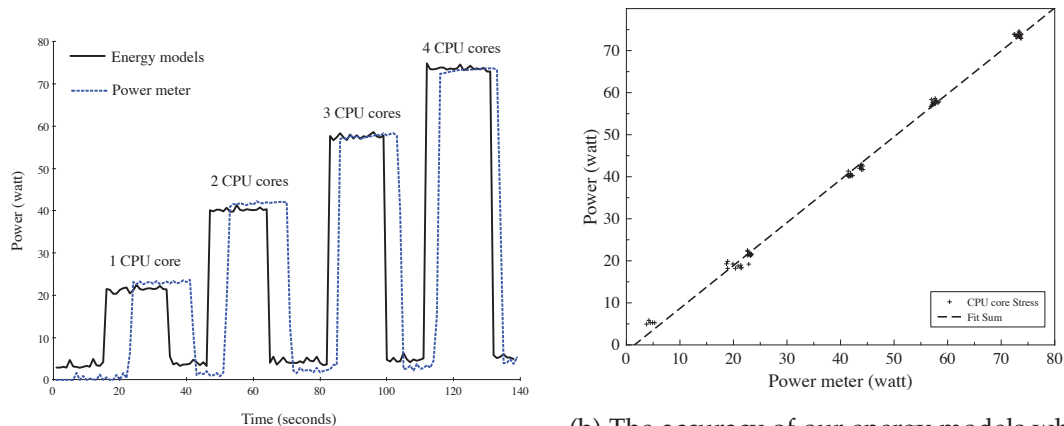 80
70
60
50
40
30
20
10
0
Power (watt)
Energy models
Power meter
1 CPU core
2 CPU cores
3 CPU cores
4 CPU cores
0 20 40 60 80 100 120 140
Time (seconds)
70
60
50
40
30
20
10
0
Power (watt)
CPU core Stress
Fit Sum
0 10 20 30 40 50 60 70 80
Power meter (watt)
(b) The accuracy of our energy models wh